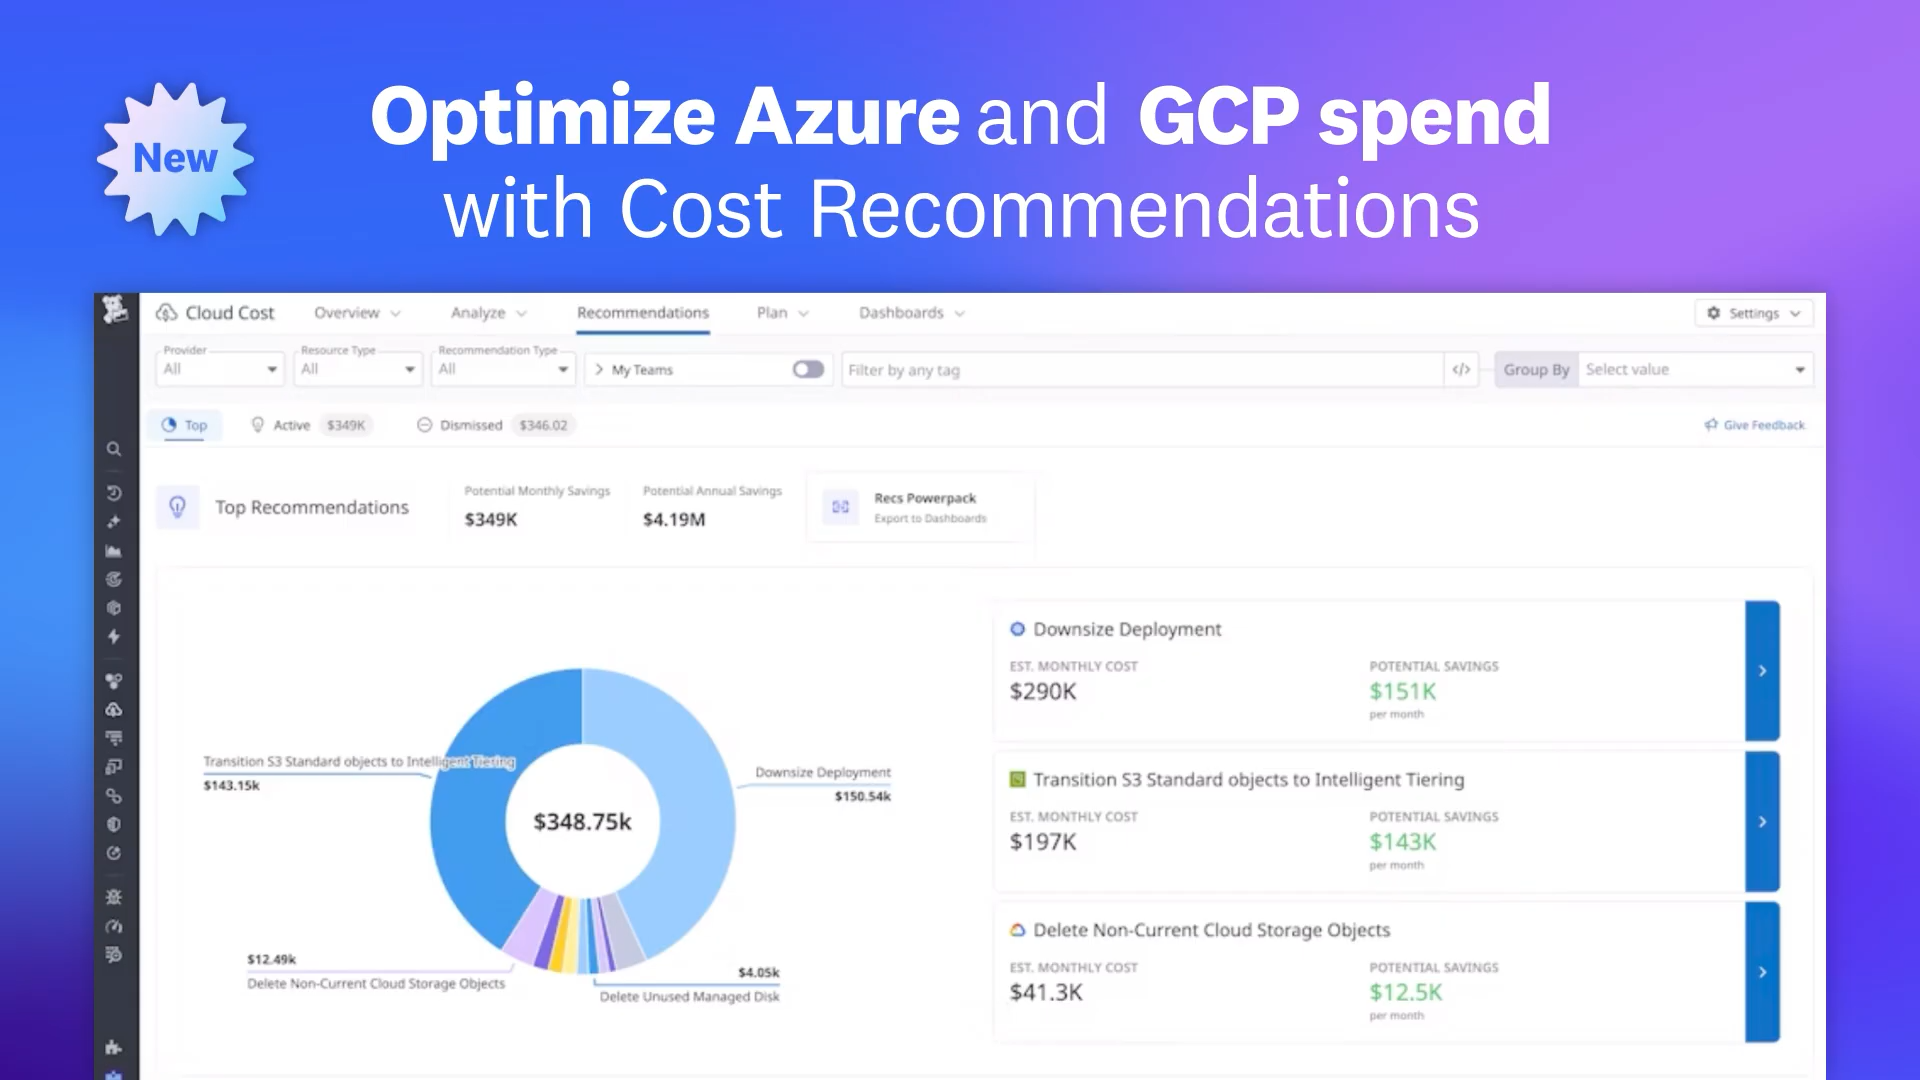 New
Optimize Azure and GCP spend
with Cost Recommendations
Cloud Cost
Overview
Analyze
Recommendations
Plan
Dashboards
Settings
Provider
All
Resource Type
All
Recommendation Type
All
My Teams
Filter by any tag
</>
Group By
Select value
Top
Active $349K
Dismissed $346.02
Give Feedback
Top Recommendations
Potential Monthly Savings
$349K
Potential Annual Savings
$4.19M
Recs Powerpack
Export to Dashboards
Transition S3 Standard objects to Intelligent Tiering
$143.15k
$348.75k
Downsize Deployment
$150.54k
$12.49k
Delete Non-Current Cloud Storage Objects
$4.05k
Delete Unused Managed Disk
Downsize Deployment
EST. MONTHLY COST
$290K
POTENTIAL SAVINGS
$151K
per month
Transition S3 Standard objects to Intelligent Tiering
EST. MONTHLY COST
$197K
POTENTIAL SAVINGS
$143K
per month
Delete Non-Current Cloud Storage Objects
EST. MONTHLY COST
$41.3K
POTENTIAL SAVINGS
$12.5K
per month